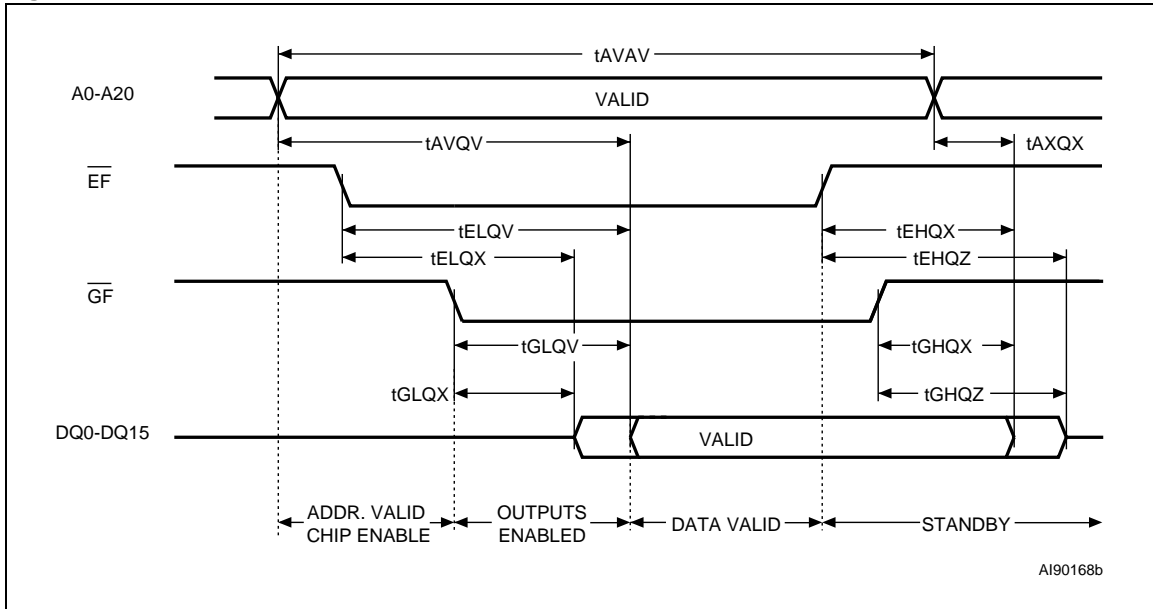 tAVAV
A0-A20
VALID
tAVQV
tAXQX
EF
tELQV
tEHQX
tELQX
tEHQZ
GF
tGLQV
tGHQX
tGLQX
tGHQZ
DQ0-DQ15
VALID
ADDR. VALID
CHIP ENABLE
OUTPUTS
ENABLED
DATA VALID
STANDBY
AI90168b